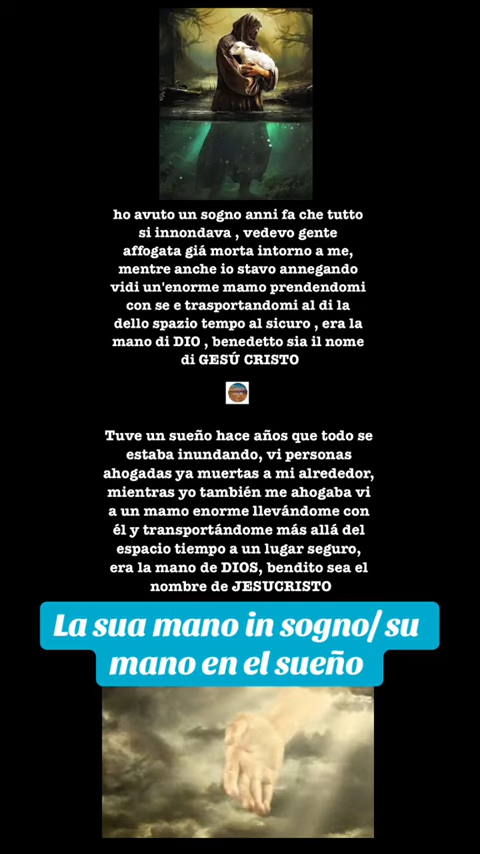 ho avuto un sogno anni fa che tutto
si innondava , vedevo gente
affogata giá morta intorno a me,
mentre anche io stavo annegando
vidi un'enorme mamo prendendomi
con se e trasportandomi al di la
dello spazio tempo al sicuro , era la
mano di DIO , benedetto sia il nome
di GESÚ CRISTO
Tuve un sueño hace años que todo se
estaba inundando, vi personas
ahogadas ya muertas a mi alrededor,
mientras yo también me ahogaba vi
a un mamo enorme llevándome con
él y transportándome más allá del
espacio tiempo a un lugar seguro,
era la mano de DIOS, bendito sea el
nombre de JESUCRISTO
La sua mano in sogno/su
mano en el sueño